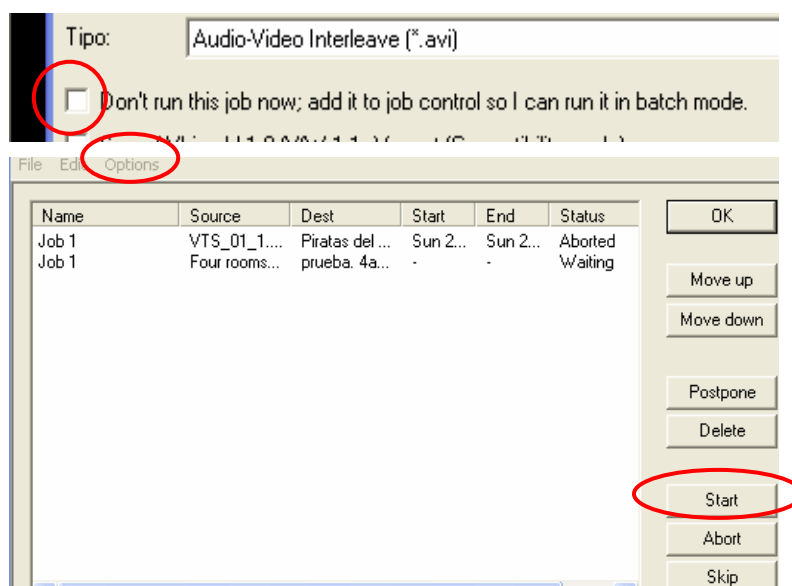 Tipo: Audio-Video Interleave (*.avi)
Don't run this job now; add it to job control so I can run it in batch mode.
File Edit Options
Name Source Dest Start End Status
Job 1 VTS_01_1.... Piratas del ... Sun 2... Sun 2... Aborted
Job 1 Four rooms... prueba. 4a... - - Waiting
OK
Move up
Move down
Postpone
Delete
Start
Abort
Skip